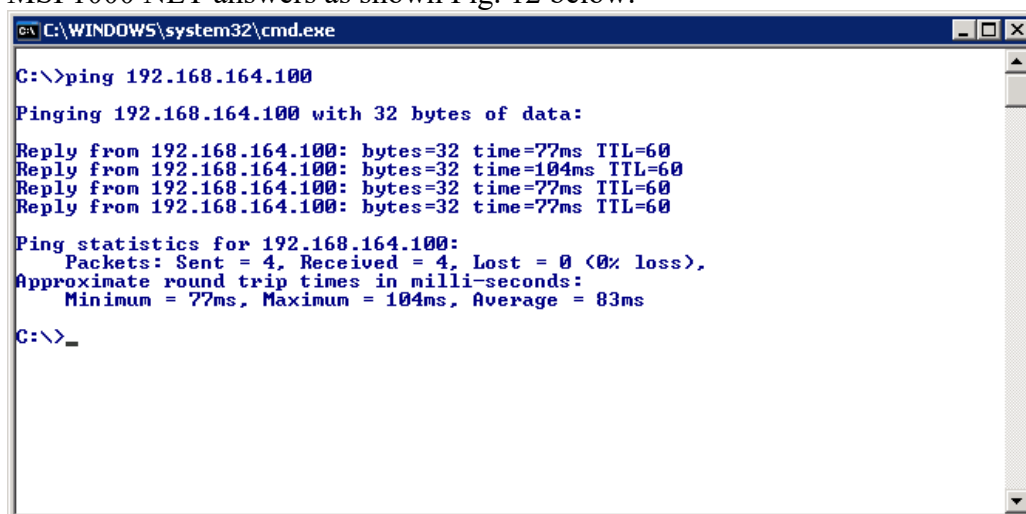 MSP1000 NET answers as shown Fig. 12 below.
C:\WINDOWS\system32\cmd.exe
C:\>ping 192.168.164.100
Pinging 192.168.164.100 with 32 bytes of data:
Reply from 192.168.164.100: bytes=32 time=77ms TTL=60
Reply from 192.168.164.100: bytes=32 time=104ms TTL=60
Reply from 192.168.164.100: bytes=32 time=77ms TTL=60
Reply from 192.168.164.100: bytes=32 time=77ms TTL=60
Ping statistics for 192.168.164.100:
Packets: Sent = 4, Received = 4, Lost = 0 (0% loss),
Approximate round trip times in milli-seconds:
Minimum = 77ms, Maximum = 104ms, Average = 83ms
C:\>_